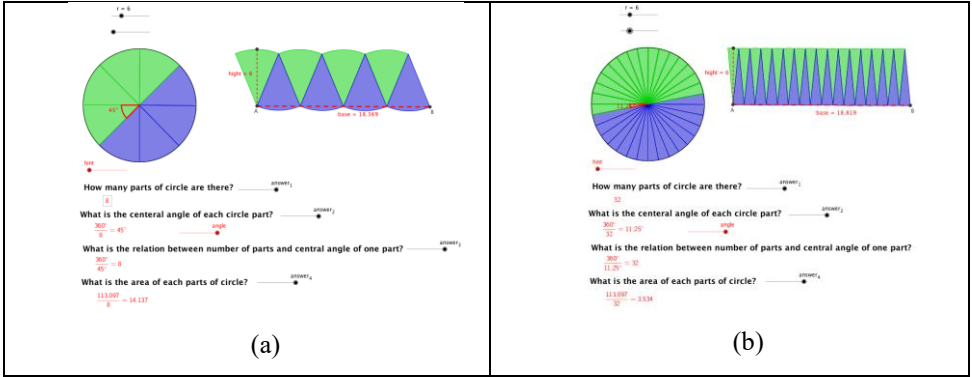 r = 6
45°
hight = 6
A
B
base = 18.369
hint
How many parts of circle are there?
answer1
8
What is the centeral angle of each circle part?
answer2
360°/8 = 45°
angle
What is the relation between number of parts and central angle of one part?
answer3
360°/45° = 8
What is the area of each parts of circle?
answer4
113.097/8 = 14.137
(a)
r = 6
11.25°
hight = 6
A
B
base = 18.819
hint
How many parts of circle are there?
answer1
32
What is the centeral angle of each circle part?
answer2
360°/32 = 11.25°
angle
What is the relation between number of parts and central angle of one part?
360°/11.25° = 32
What is the area of each parts of circle?
answer4
113.097/32 = 3.534
(b)